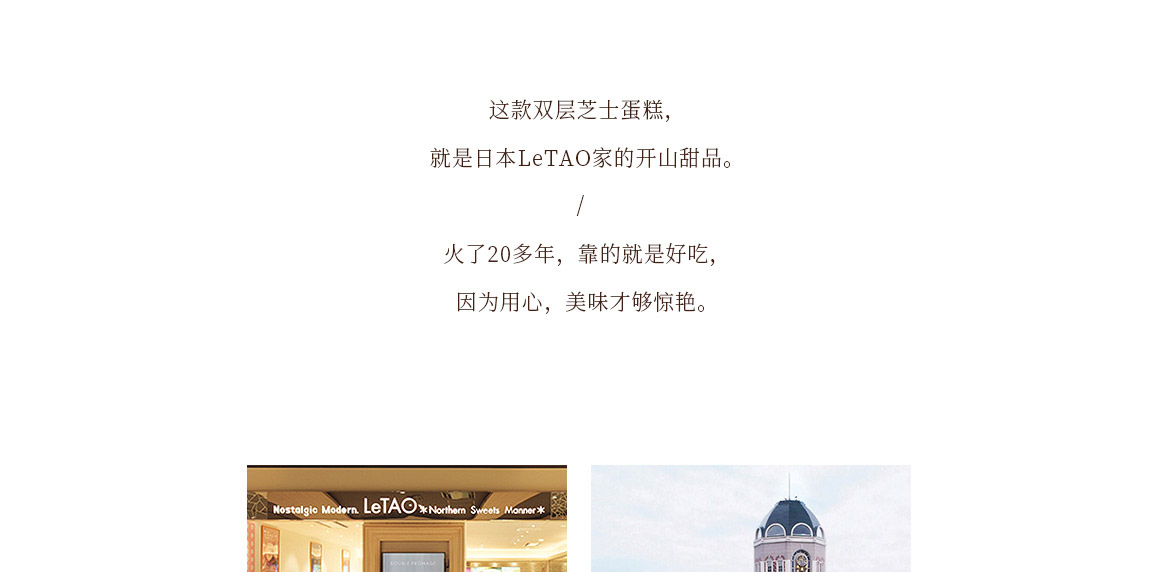 这款双层芝士蛋糕，
就是日本LeTAO家的开山甜品。
/
火了20多年，靠的就是好吃，
因为用心，美味才够惊艳。
Nostalgic Modern. LeTAO *Northern Sweets Manner*
DOUBLE FROMAGE